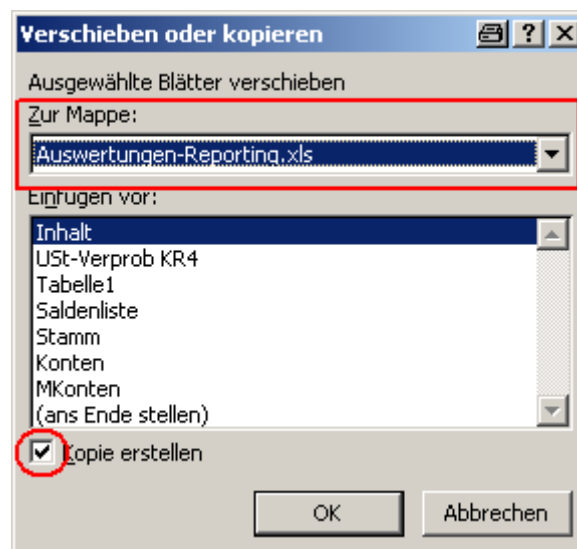 Verschieben oder kopieren
Ausgewählte Blätter verschieben
Zur Mappe:
Auswertungen-Reporting.xls
Einfügen vor:
Inhalt
USt-Verprob KR4
Tabelle1
Saldenliste
Stamm
Konten
MKonten
(ans Ende stellen)
Kopie erstellen
OK
Abbrechen